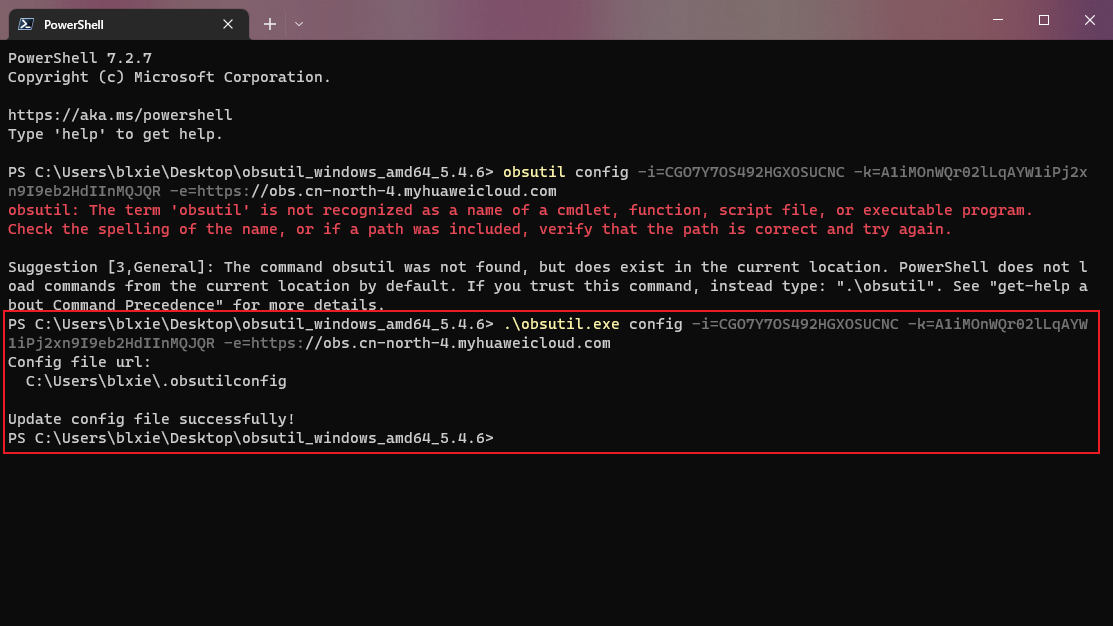 PowerShell
PowerShell 7.2.7
Copyright (c) Microsoft Corporation.
https://aka.ms/powershell
Type 'help' to get help.
PS C:\Users\blxie\Desktop\obsutil_windows_amd64_5.4.6> obsutil config -i=CGO7Y7OS492HGXOSUCNC -k=A1iMOnWQr02lLqAYW1iPj2x
n9I9eb2HdIInMQJQR -e=https://obs.cn-north-4.myhuaweicloud.com
obsutil: The term 'obsutil' is not recognized as a name of a cmdlet, function, script file, or executable program.
Check the spelling of the name, or if a path was included, verify that the path is correct and try again.
Suggestion [3,General]: The command obsutil was not found, but does exist in the current location. PowerShell does not l
oad commands from the current location by default. If you trust this command, instead type: ".\obsutil". See "get-help a
bout_Command_Precedence" for more details.
PS C:\Users\blxie\Desktop\obsutil_windows_amd64_5.4.6> .\obsutil.exe config -i=CGO7Y7OS492HGXOSUCNC -k=A1iMOnWQr02lLqAYW
1iPj2xn9I9eb2HdIInMQJQR -e=https://obs.cn-north-4.myhuaweicloud.com
Config file url:
  C:\Users\blxie\.obsutilconfig
Update config file successfully!
PS C:\Users\blxie\Desktop\obsutil_windows_amd64_5.4.6>